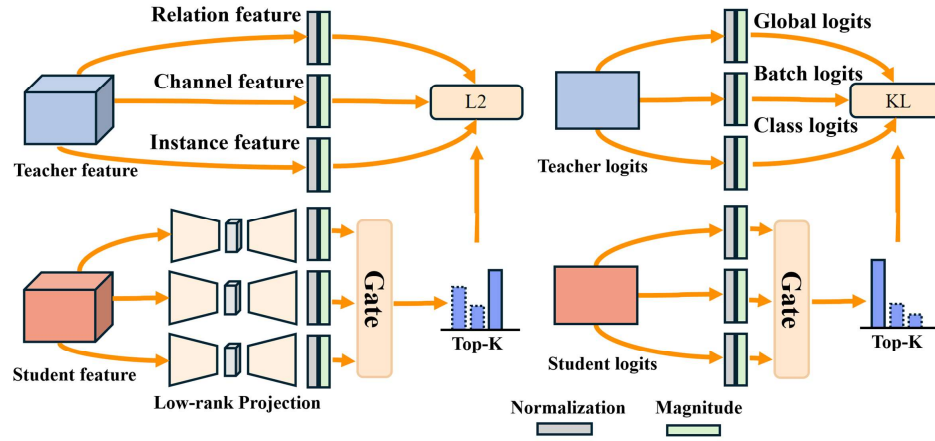 Relation feature
Channel feature
Instance feature
Teacher feature
L2
Student feature
Low-rank Projection
Gate
Top-K
Global logits
Batch logits
Class logits
Teacher logits
KL
Student logits
Gate
Top-K
Normalization
Magnitude